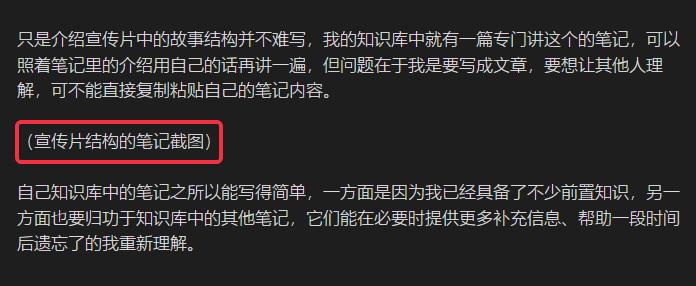 只是介绍宣传片中的故事结构并不难写，我的知识库中就有一篇专门讲这个的笔记，可以
照着笔记里的介绍用自己的话再讲一遍，但问题在于我是要写成文章，要想让其他人理
解，可不能直接复制粘贴自己的笔记内容。
（宣传片结构的笔记截图）
自己知识库中的笔记之所以能写得简单，一方面是因为我已经具备了不少前置知识，另一
方面也要归功于知识库中的其他笔记，它们能在必要时提供更多补充信息、帮助一段时间
后遗忘了的我重新理解。